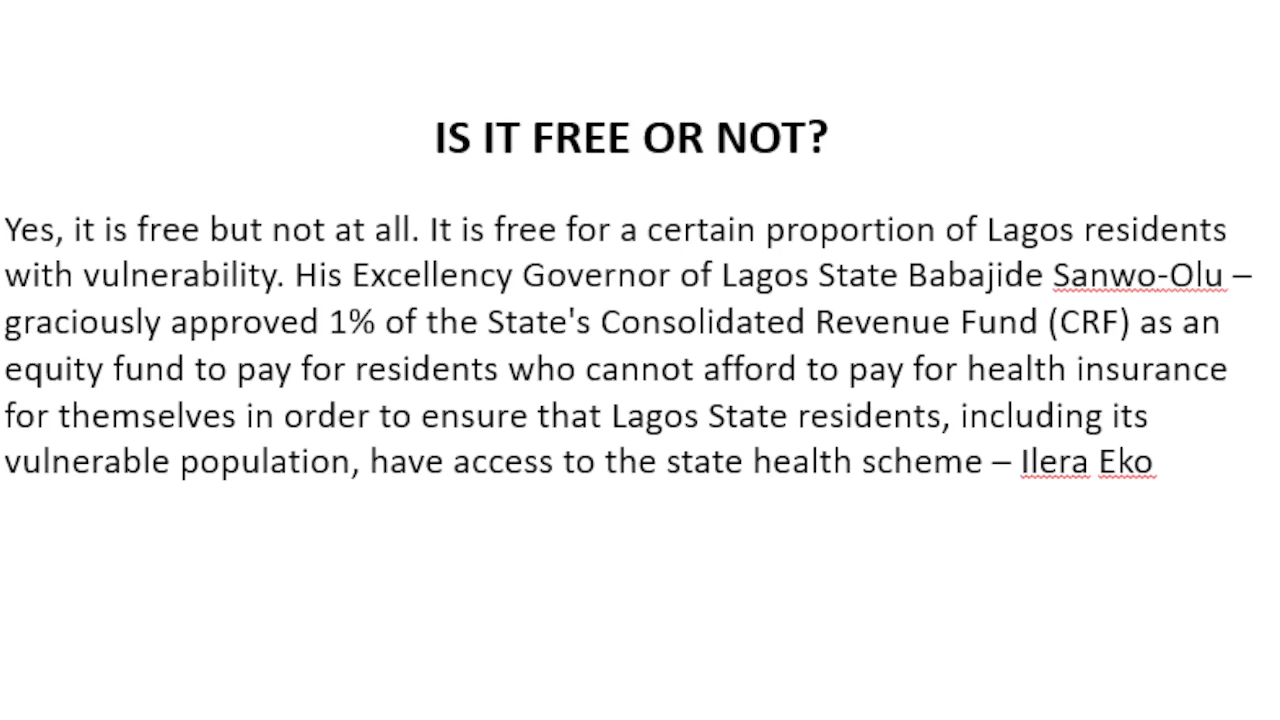 IS IT FREE OR NOT?
Yes, it is free but not at all. It is free for a certain proportion of Lagos residents
with vulnerability. His Excellency Governor of Lagos State Babajide Sanwo-Olu –
graciously approved 1% of the State's Consolidated Revenue Fund (CRF) as an
equity fund to pay for residents who cannot afford to pay for health insurance
for themselves in order to ensure that Lagos State residents, including its
vulnerable population, have access to the state health scheme – Ilera Eko